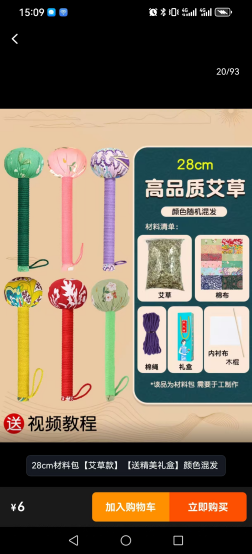 15:09
20/93
28cm
高品质艾草
颜色随机混发
材料清单:
艾草
棉布
棉绳
礼盒
内衬布
木棍
*该品为材料包 需要手工制作
送 视频教程
28cm材料包【艾草款】【送精美礼盒】颜色混发
¥6
加入购物车
立即购买